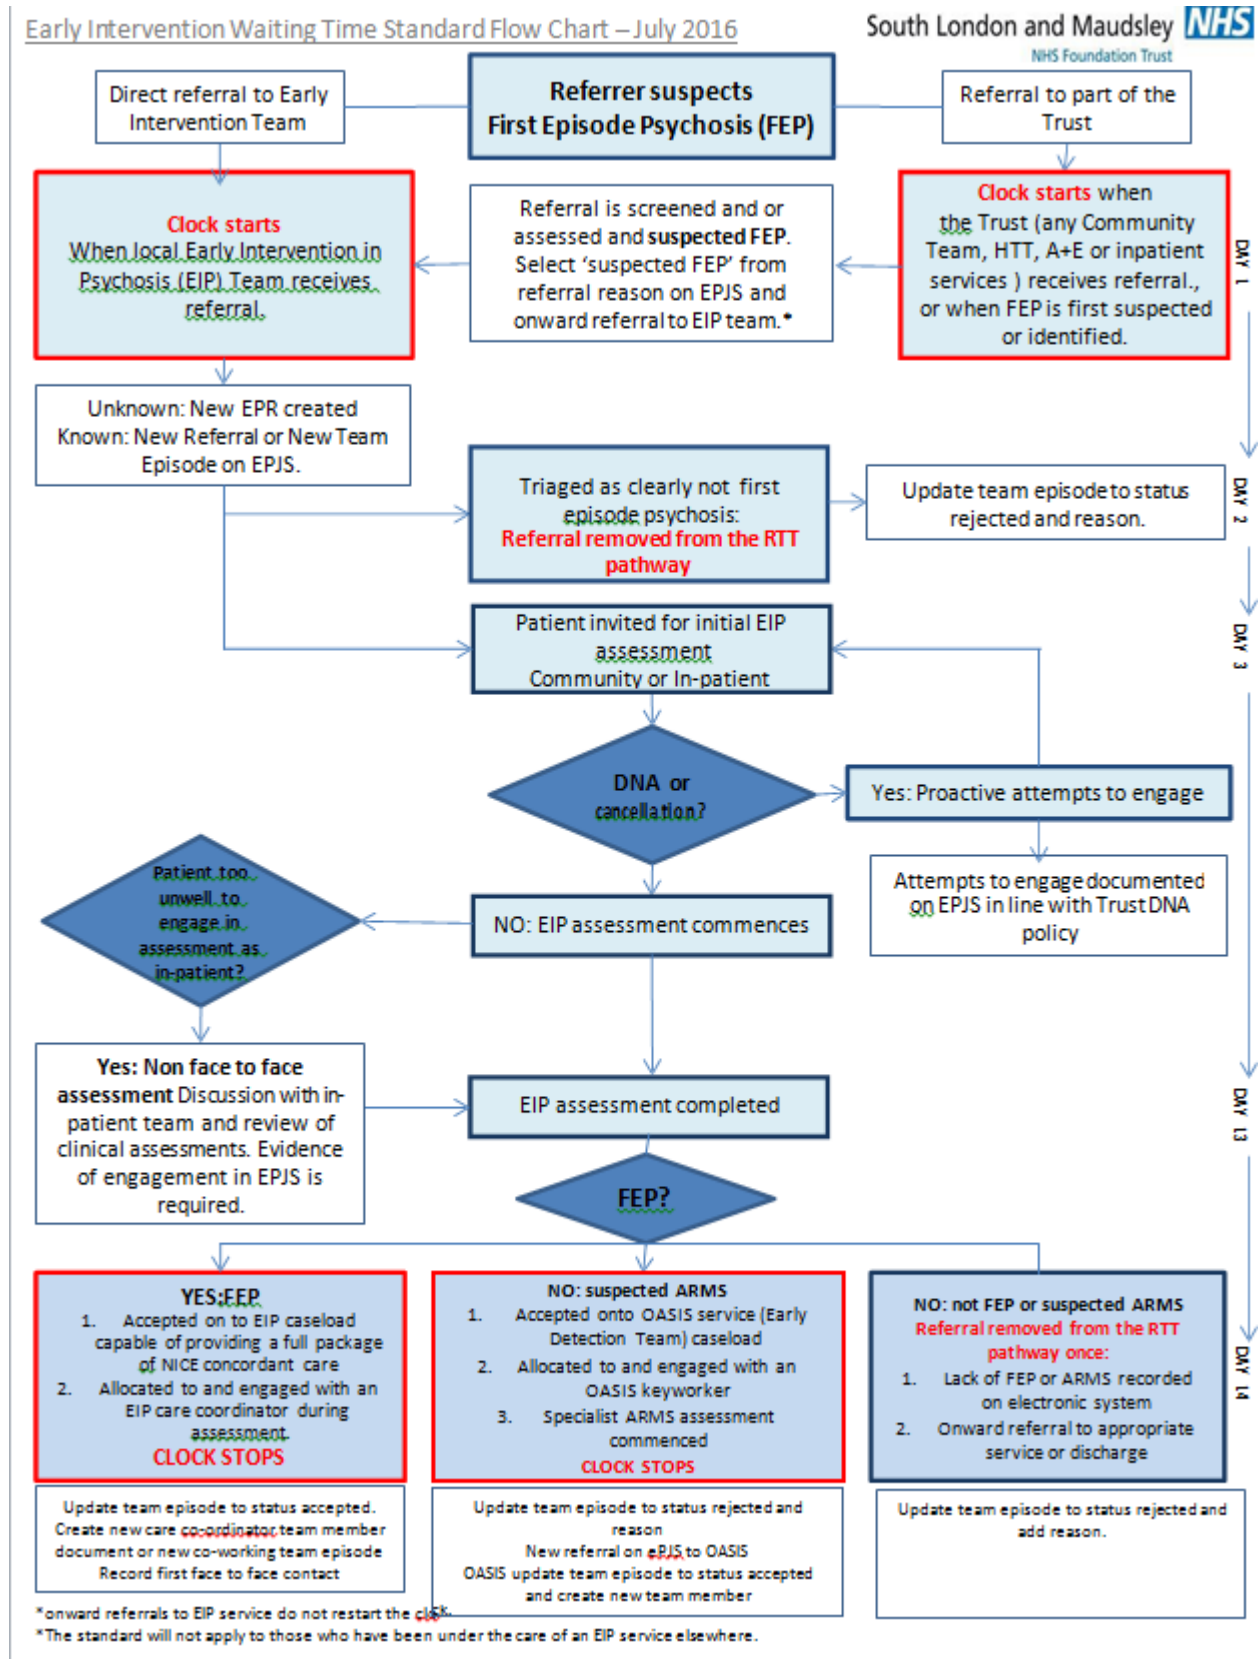 Early Intervention Waiting Time Standard Flow Chart – July 2016
South London and Maudsley NHS
NHS Foundation Trust
Direct referral to Early
Intervention Team
Referrer suspects
First Episode Psychosis (FEP)
Referral to part of the
Trust
Clock starts
When local Early Intervention in
Psychosis (EIP) Team receives
referral.
Referral is screened and or
assessed and suspected FEP.
Select ‘suspected FEP’ from
referral reason on EPJS and
onward referral to EIP team.*
Clock starts when
the Trust (any Community
Team, HTT, A+E or inpatient
services ) receives referral.,
or when FEP is first suspected
or identified.
DAY 1
Unknown: New EPR created
Known: New Referral or New Team
Episode on EPJS.
Triaged as clearly not first
episode psychosis:
Referral removed from the RTT
pathway
Update team episode to status
rejected and reason.
DAY 2
Patient invited for initial EIP
assessment
Community or In-patient
DAY 3
DNA or
cancellation?
Yes: Proactive attempts to engage
Attempts to engage documented
on EPJS in line with Trust DNA
policy
Patient too
unwell to
engage in
assessment as
in-patient?
NO: EIP assessment commences
Yes: Non face to face
assessment Discussion with in-
patient team and review of
clinical assessments. Evidence
of engagement in EPJS is
required.
EIP assessment completed
DAY 13
FEP?
YES:FEP
1. Accepted on to EIP caseload
capable of providing a full package
of NICE concordant care
2. Allocated to and engaged with an
EIP care coordinator during
assessment.
CLOCK STOPS
NO: suspected ARMS
1. Accepted onto OASIS service (Early
Detection Team) caseload
2. Allocated to and engaged with an
OASIS keyworker
3. Specialist ARMS assessment
commenced
CLOCK STOPS
NO: not FEP or suspected ARMS
Referral removed from the RTT
pathway once:
1. Lack of FEP or ARMS recorded
on electronic system
2. Onward referral to appropriate
service or discharge
DAY 14
Update team episode to status accepted.
Create new care co-ordinator team member
document or new co-working team episode
Record first face to face contact
Update team episode to status rejected and
reason
New referral on ePJS to OASIS
OASIS update team episode to status accepted
and create new team member
Update team episode to status rejected and
add reason.
*onward referrals to EIP service do not restart the
*The standard will not apply to those who have been under the care of an EIP service elsewhere.